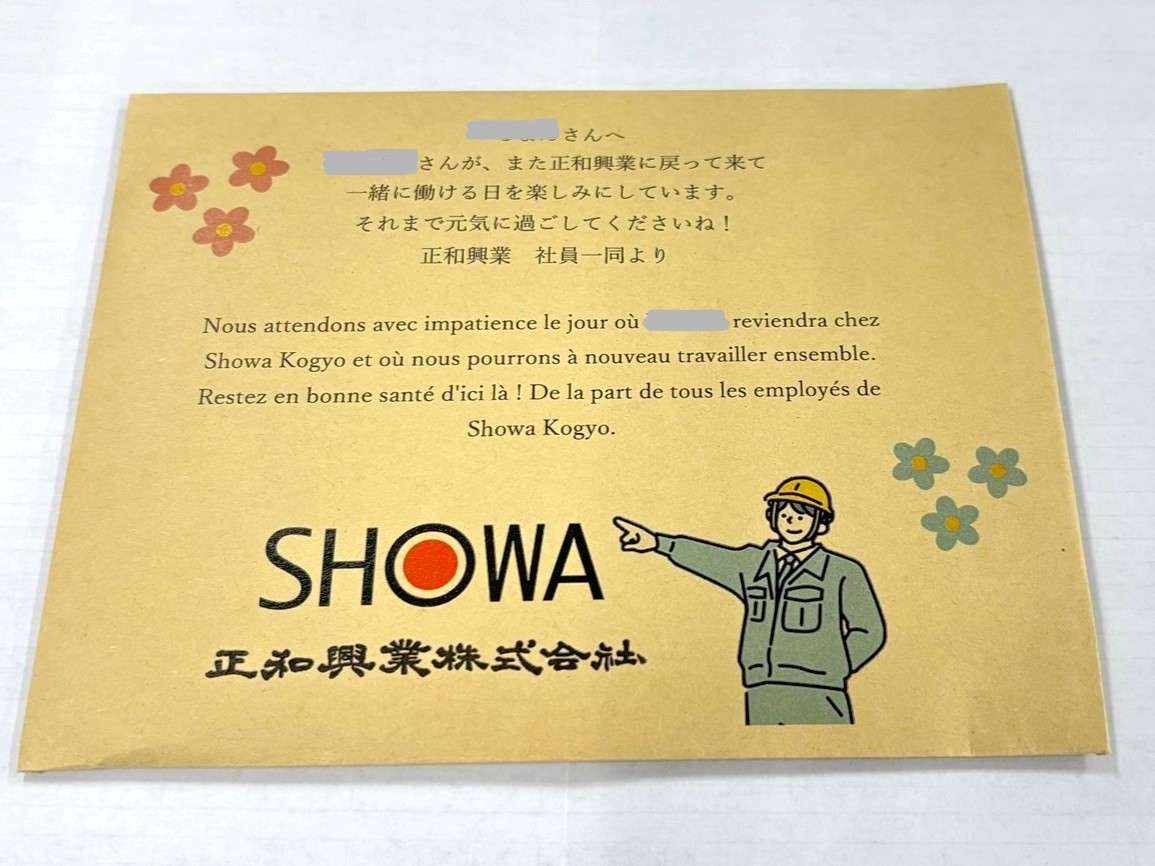 さんへ
さんが、また正和興業に戻って来て
一緒に働ける日を楽しみにしています。
それまで元気に過ごしてくださいね！
正和興業　社員一同より
Nous attendons avec impatience le jour où reviendra chez
Showa Kogyo et où nous pourrons à nouveau travailler ensemble.
Restez en bonne santé d'ici là ! De la part de tous les employés de
Showa Kogyo.
SHOWA
正和興業株式会社